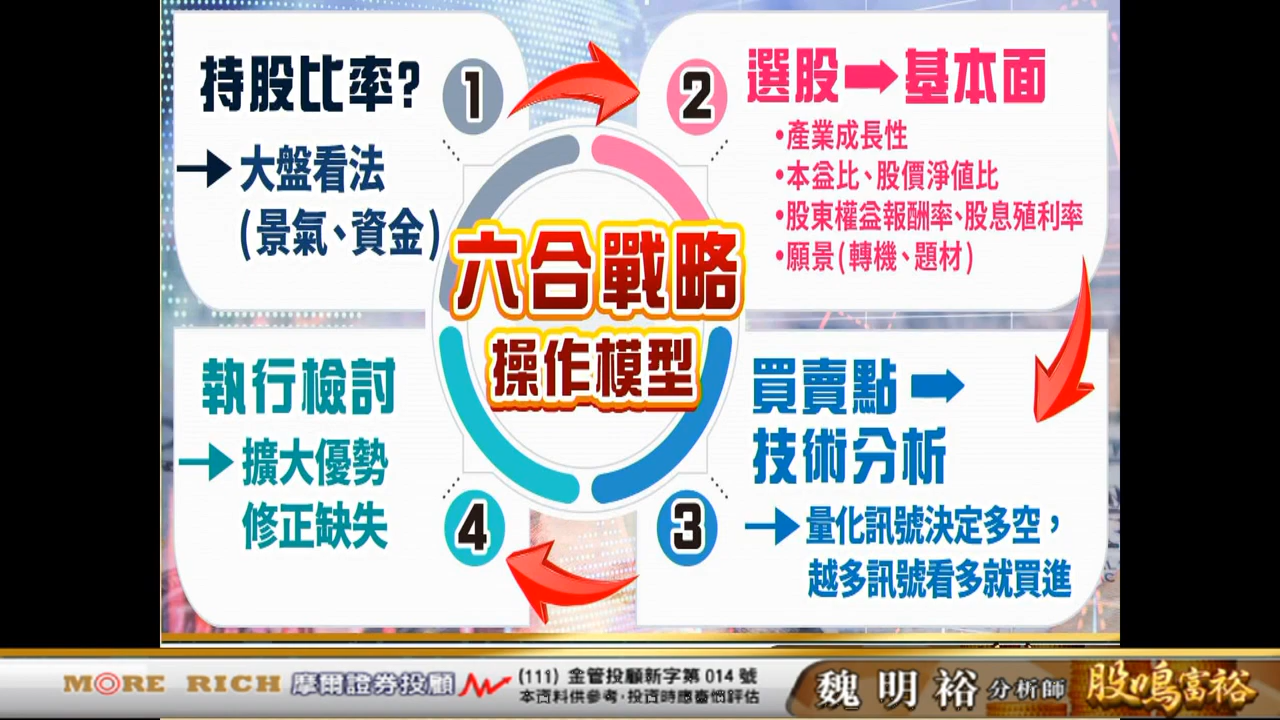 持股比率?
1
→大盤看法
(景氣、資金)
2
選股➡基本面
•產業成長性
•本益比、股價淨值比
•股東權益報酬率、股息殖利率
•願景(轉機、題材)
六合戰略
操作模型
3
買賣點➡
技術分析
→量化訊號決定多空,
越多訊號看多就買進
4
執行檢討
→擴大優勢
修正缺失
MORE RICH 摩爾證券投顧
(111) 金管投顧新字第 014 號
本資料供參考,投資時應審慎評估
魏明裕 分析師
股鳴富裕